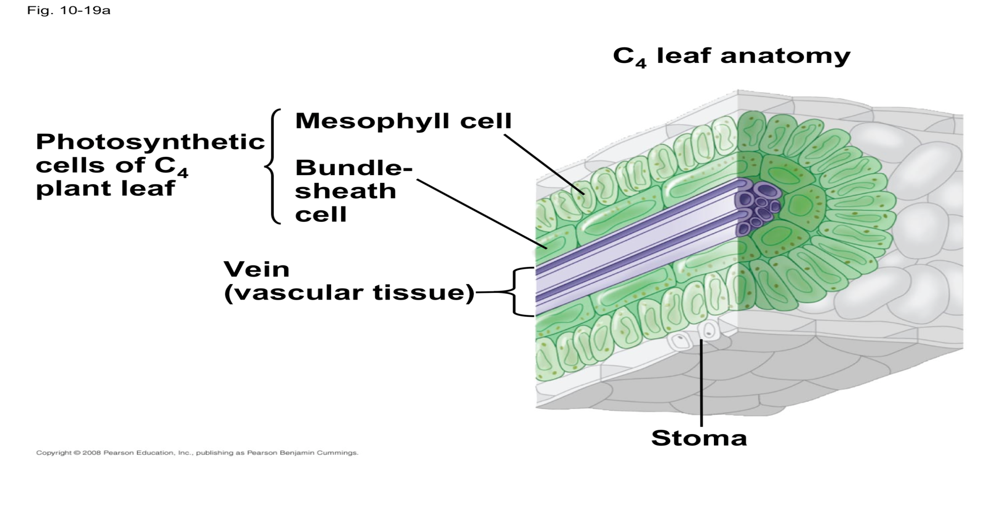 Fig. 10-19a
C4 leaf anatomy
Mesophyll cell
Photosynthetic
cells of C4
plant leaf
Bundle-
sheath
cell
Vein
(vascular tissue)
Stoma
Copyright © 2008 Pearson Education, Inc., publishing as Pearson Benjamin Cummings.